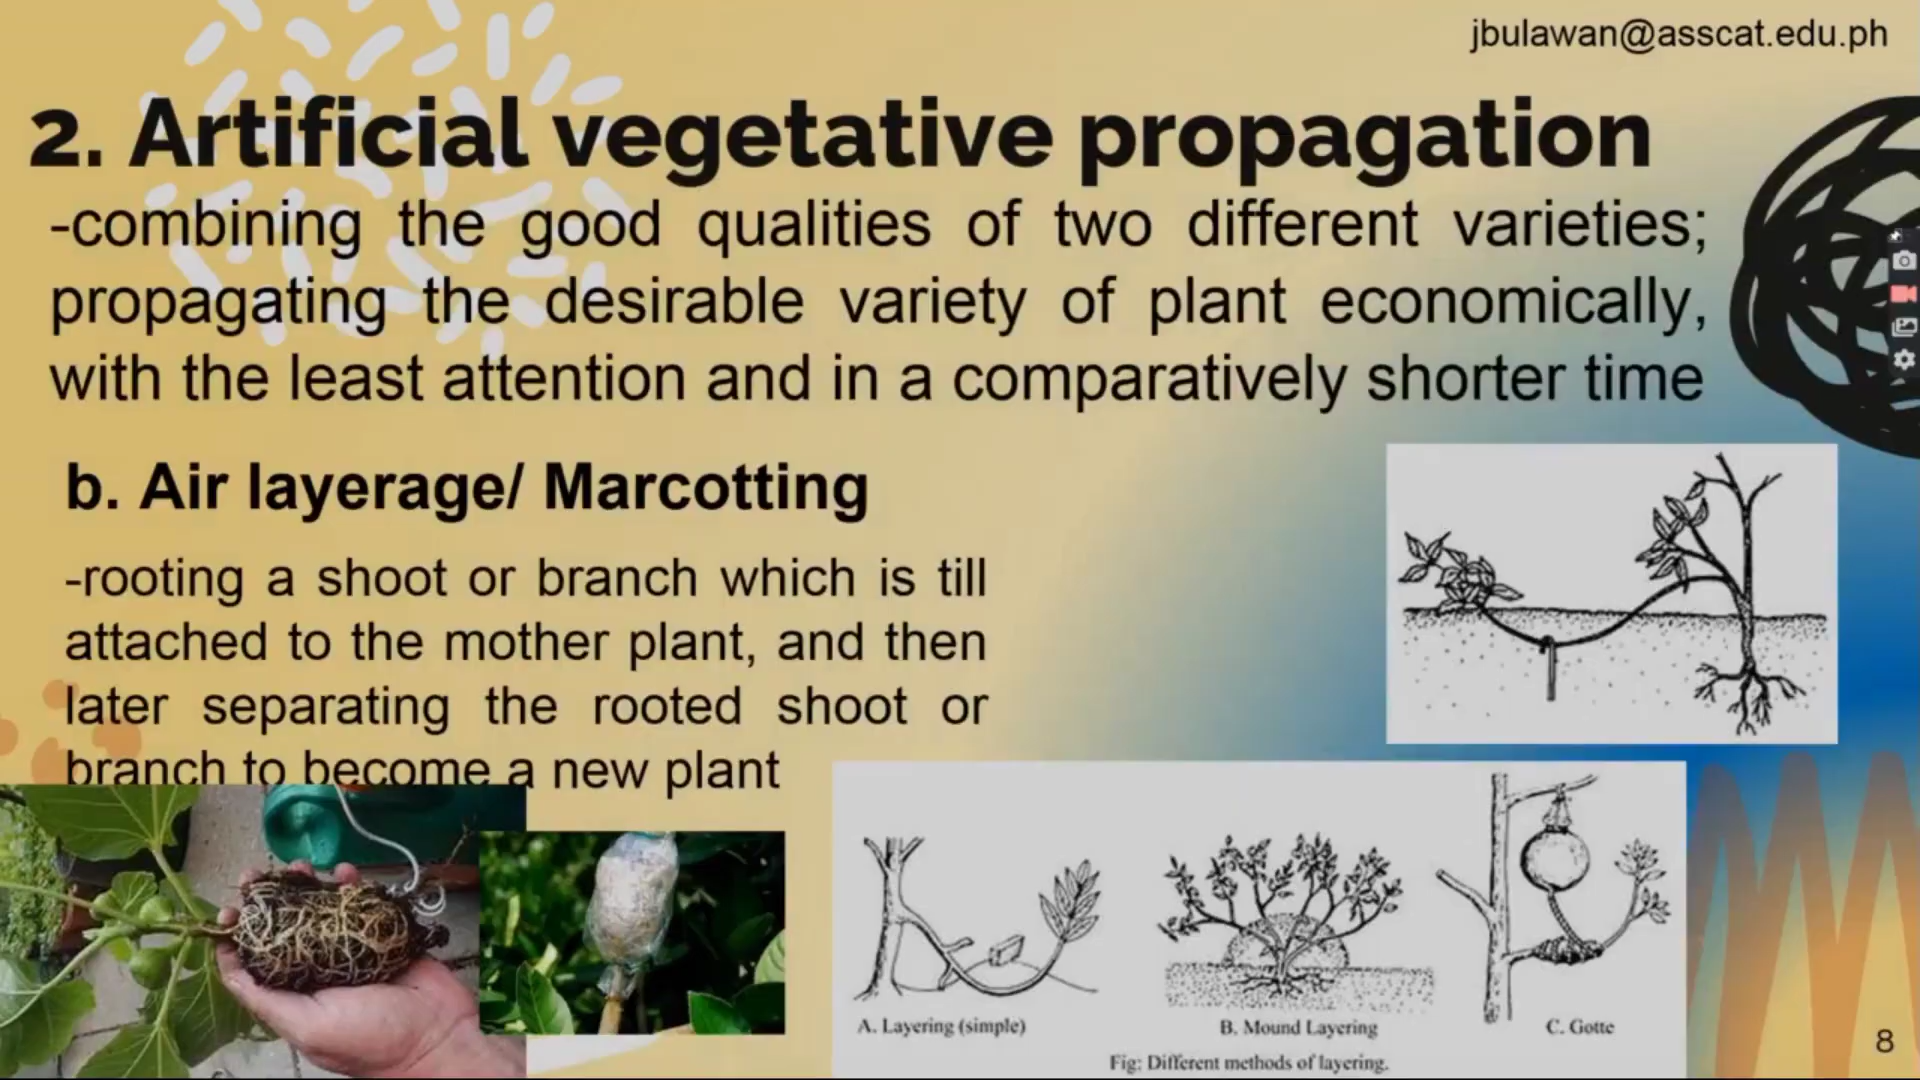 jbulawan@asscat.edu.ph
2. Artificial vegetative propagation
-combining the good qualities of two different varieties;
propagating the desirable variety of plant economically,
with the least attention and in a comparatively shorter time
b. Air layerage/ Marcotting
-rooting a shoot or branch which is till
attached to the mother plant, and then
later separating the rooted shoot or
branch to become a new plant
A. Layering (simple)
B. Mound Layering
C. Gotte
Fig: Different methods of layering.
8